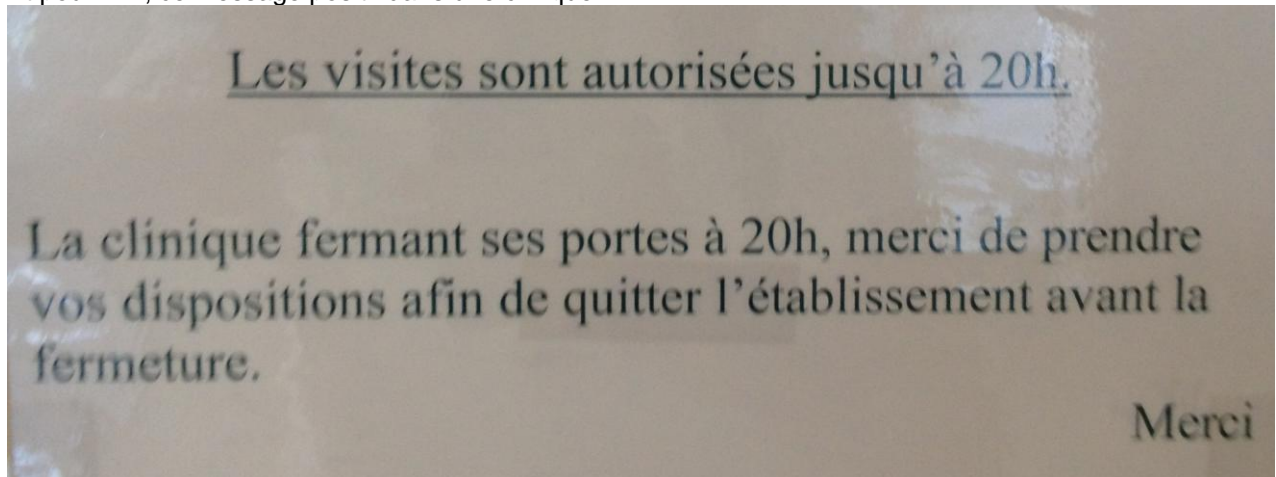 Les visites sont autorisées jusqu'à 20h.
La clinique fermant ses portes à 20h, merci de prendre
vos dispositions afin de quitter l'établissement avant la
fermeture.
Merci